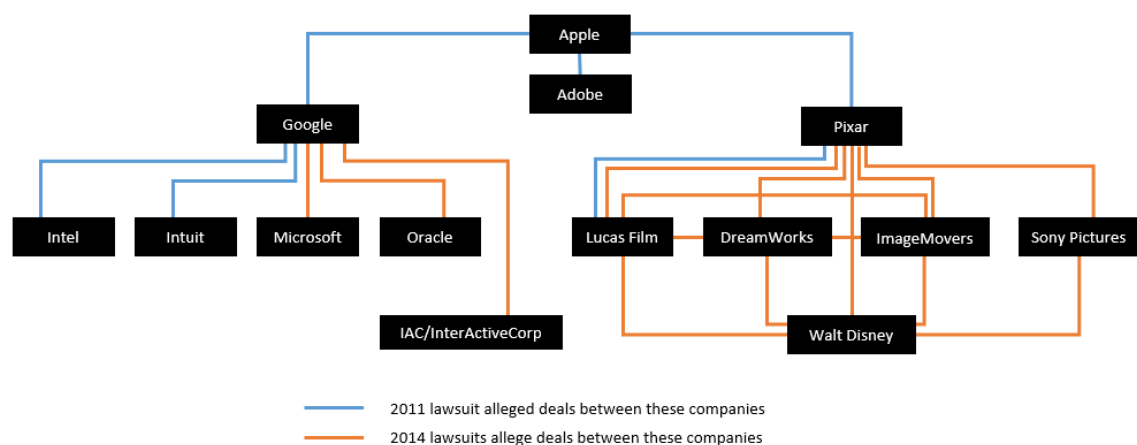 Apple
Adobe
Google
Pixar
Intel
Intuit
Microsoft
Oracle
Lucas Film
DreamWorks
ImageMovers
Sony Pictures
IAC/InterActiveCorp
Walt Disney
2011 lawsuit alleged deals between these companies
2014 lawsuits allege deals between these companies